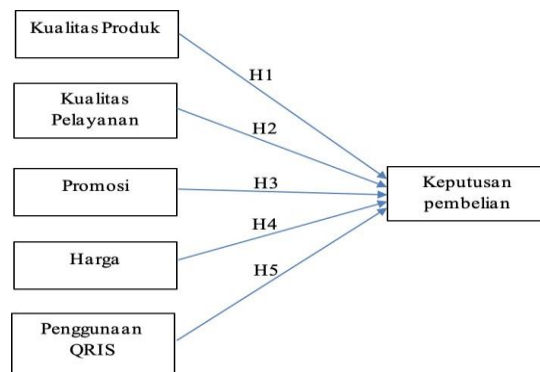 Kualitas Produk
H1
Kualitas
Pelayanan
H2
Promosi
H3
Keputusan
pembelian
Harga
H4
H5
Penggunaan
QRIS